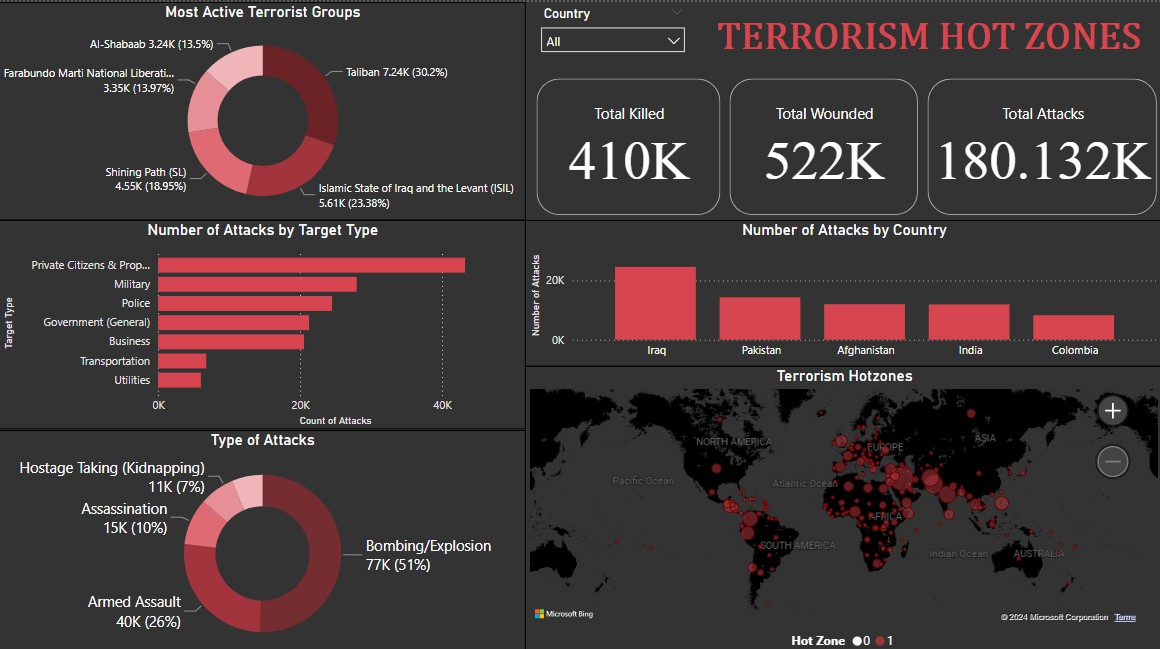 Most Active Terrorist Groups
Al-Shabaab 3.24K (13.5%)
Farabundo Marti National Liberati...
3.35K (13.97%)
Taliban 7.24K (30.2%)
Shining Path (SL)
4.55K (18.95%)
Islamic State of Iraq and the Levant (ISIL)
5.61K (23.38%)
Country
All
TERRORISM HOT ZONES
Total Killed
410K
Total Wounded
522K
Total Attacks
180.132K
Number of Attacks by Target Type
Target Type
Private Citizens & Prop...
Military
Police
Government (General)
Business
Transportation
Utilities
0K
20K
40K
Count of Attacks
Number of Attacks by Country
Number of Attacks
20K
0K
Iraq
Pakistan
Afghanistan
India
Colombia
Type of Attacks
Hostage Taking (Kidnapping)
11K (7%)
Assassination
15K (10%)
Bombing/Explosion
77K (51%)
Armed Assault
40K (26%)
Terrorism Hotzones
NORTH AMERICA
EUROPE
ASIA
Pacific Ocean
Atlantic Ocean
AFRICA
SOUTH AMERICA
Indian Ocean
AUSTRALIA
Microsoft Bing
© 2024 Microsoft Corporation Terms
Hot Zone 0 1